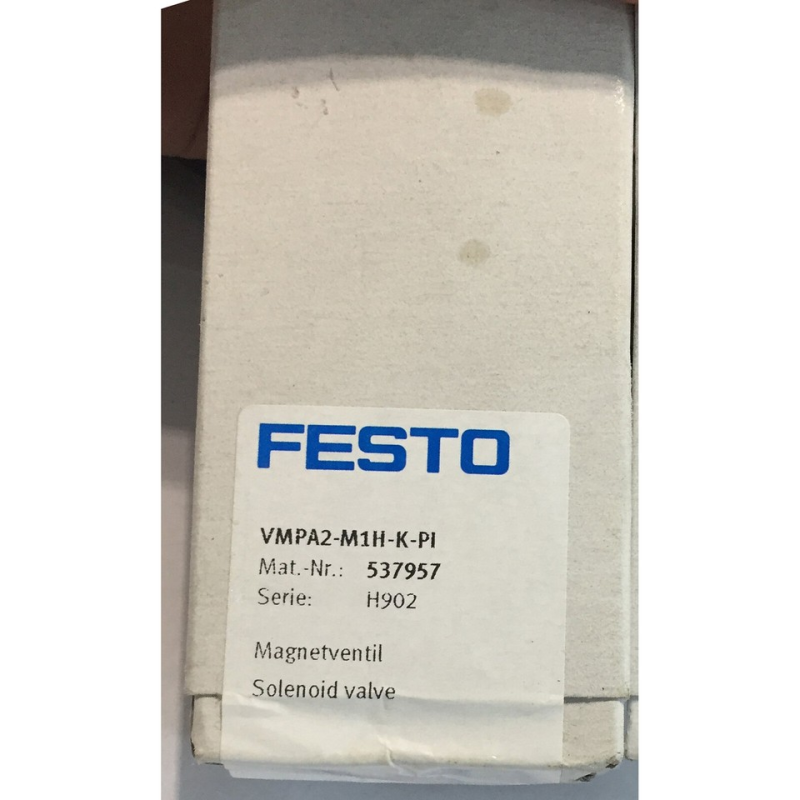 FESTO
VMPA2-M1H-K-PI
Mat.-Nr.: 537957
Serie: H902
Magnetventil
Solenoid valve